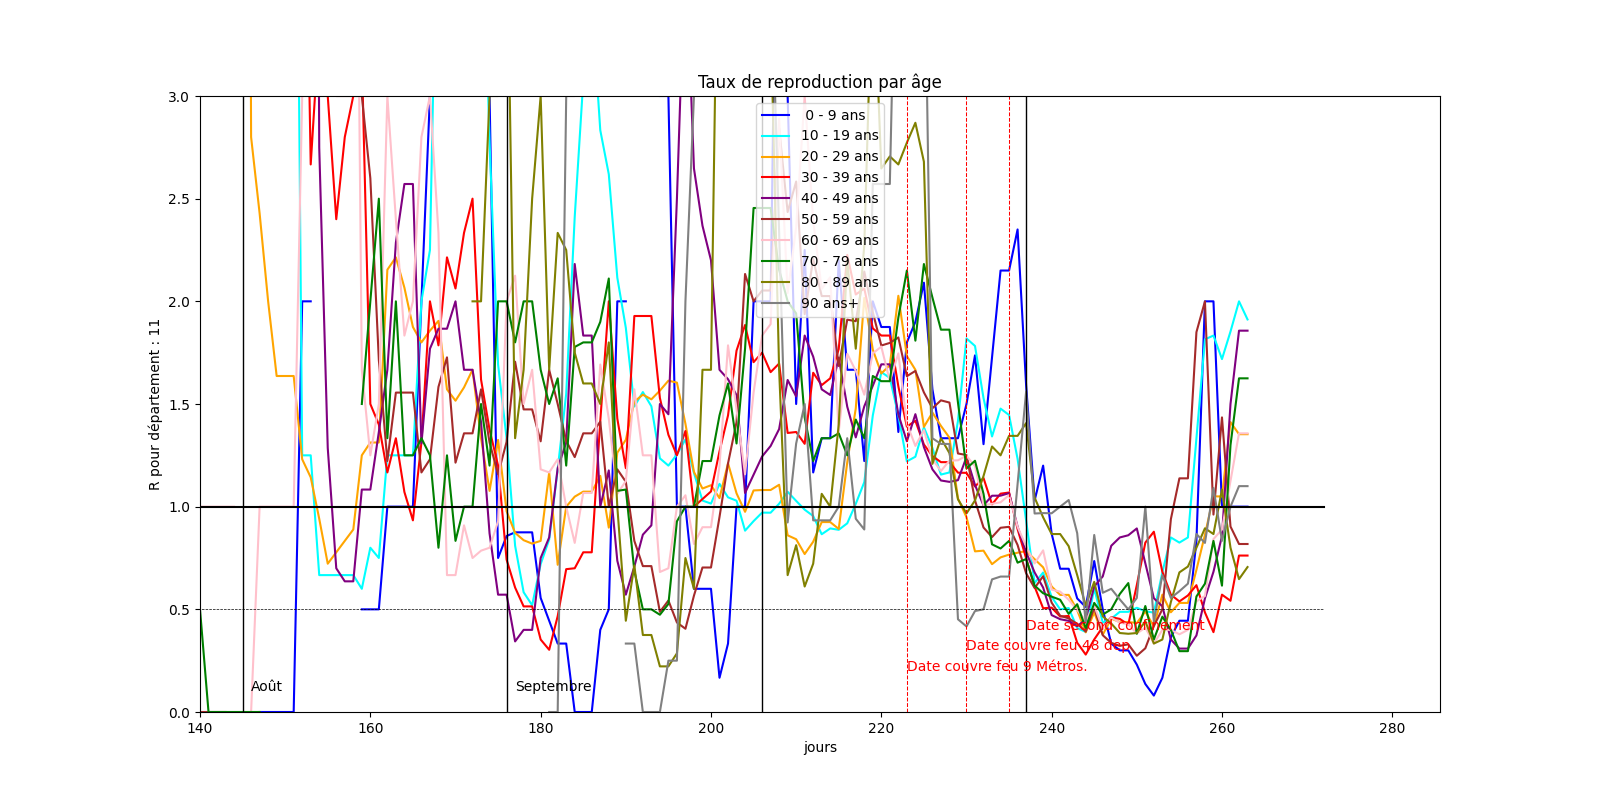 Taux de reproduction par âge
R pour département : 11
3.0
2.5
2.0
1.5
1.0
0.5
0.0
0 - 9 ans
10 - 19 ans
20 - 29 ans
30 - 39 ans
40 - 49 ans
50 - 59 ans
60 - 69 ans
70 - 79 ans
80 - 89 ans
90 ans+
Date second confinement
Date couvre feu 48 dep
Date couvre feu 9 Métros.
Août
Septembre
140 160 180 200 220 240 260 280
jours